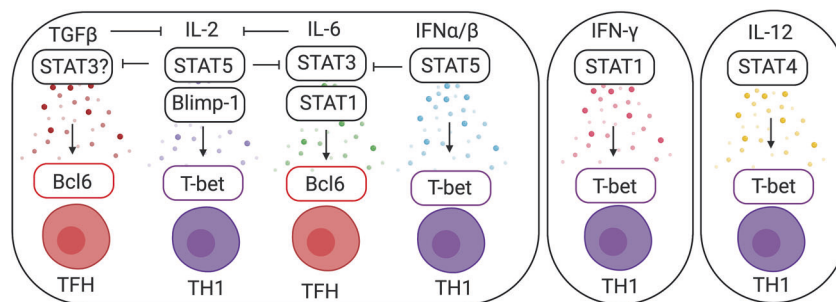 TGFβ IL-2 IL-6 IFNα/β IFN-γ IL-12
STAT3? STAT5 STAT3 STAT5 STAT1 STAT4
Blimp-1 STAT1
Bcl6 T-bet Bcl6 T-bet T-bet T-bet
TFH TH1 TFH TH1 TH1 TH1